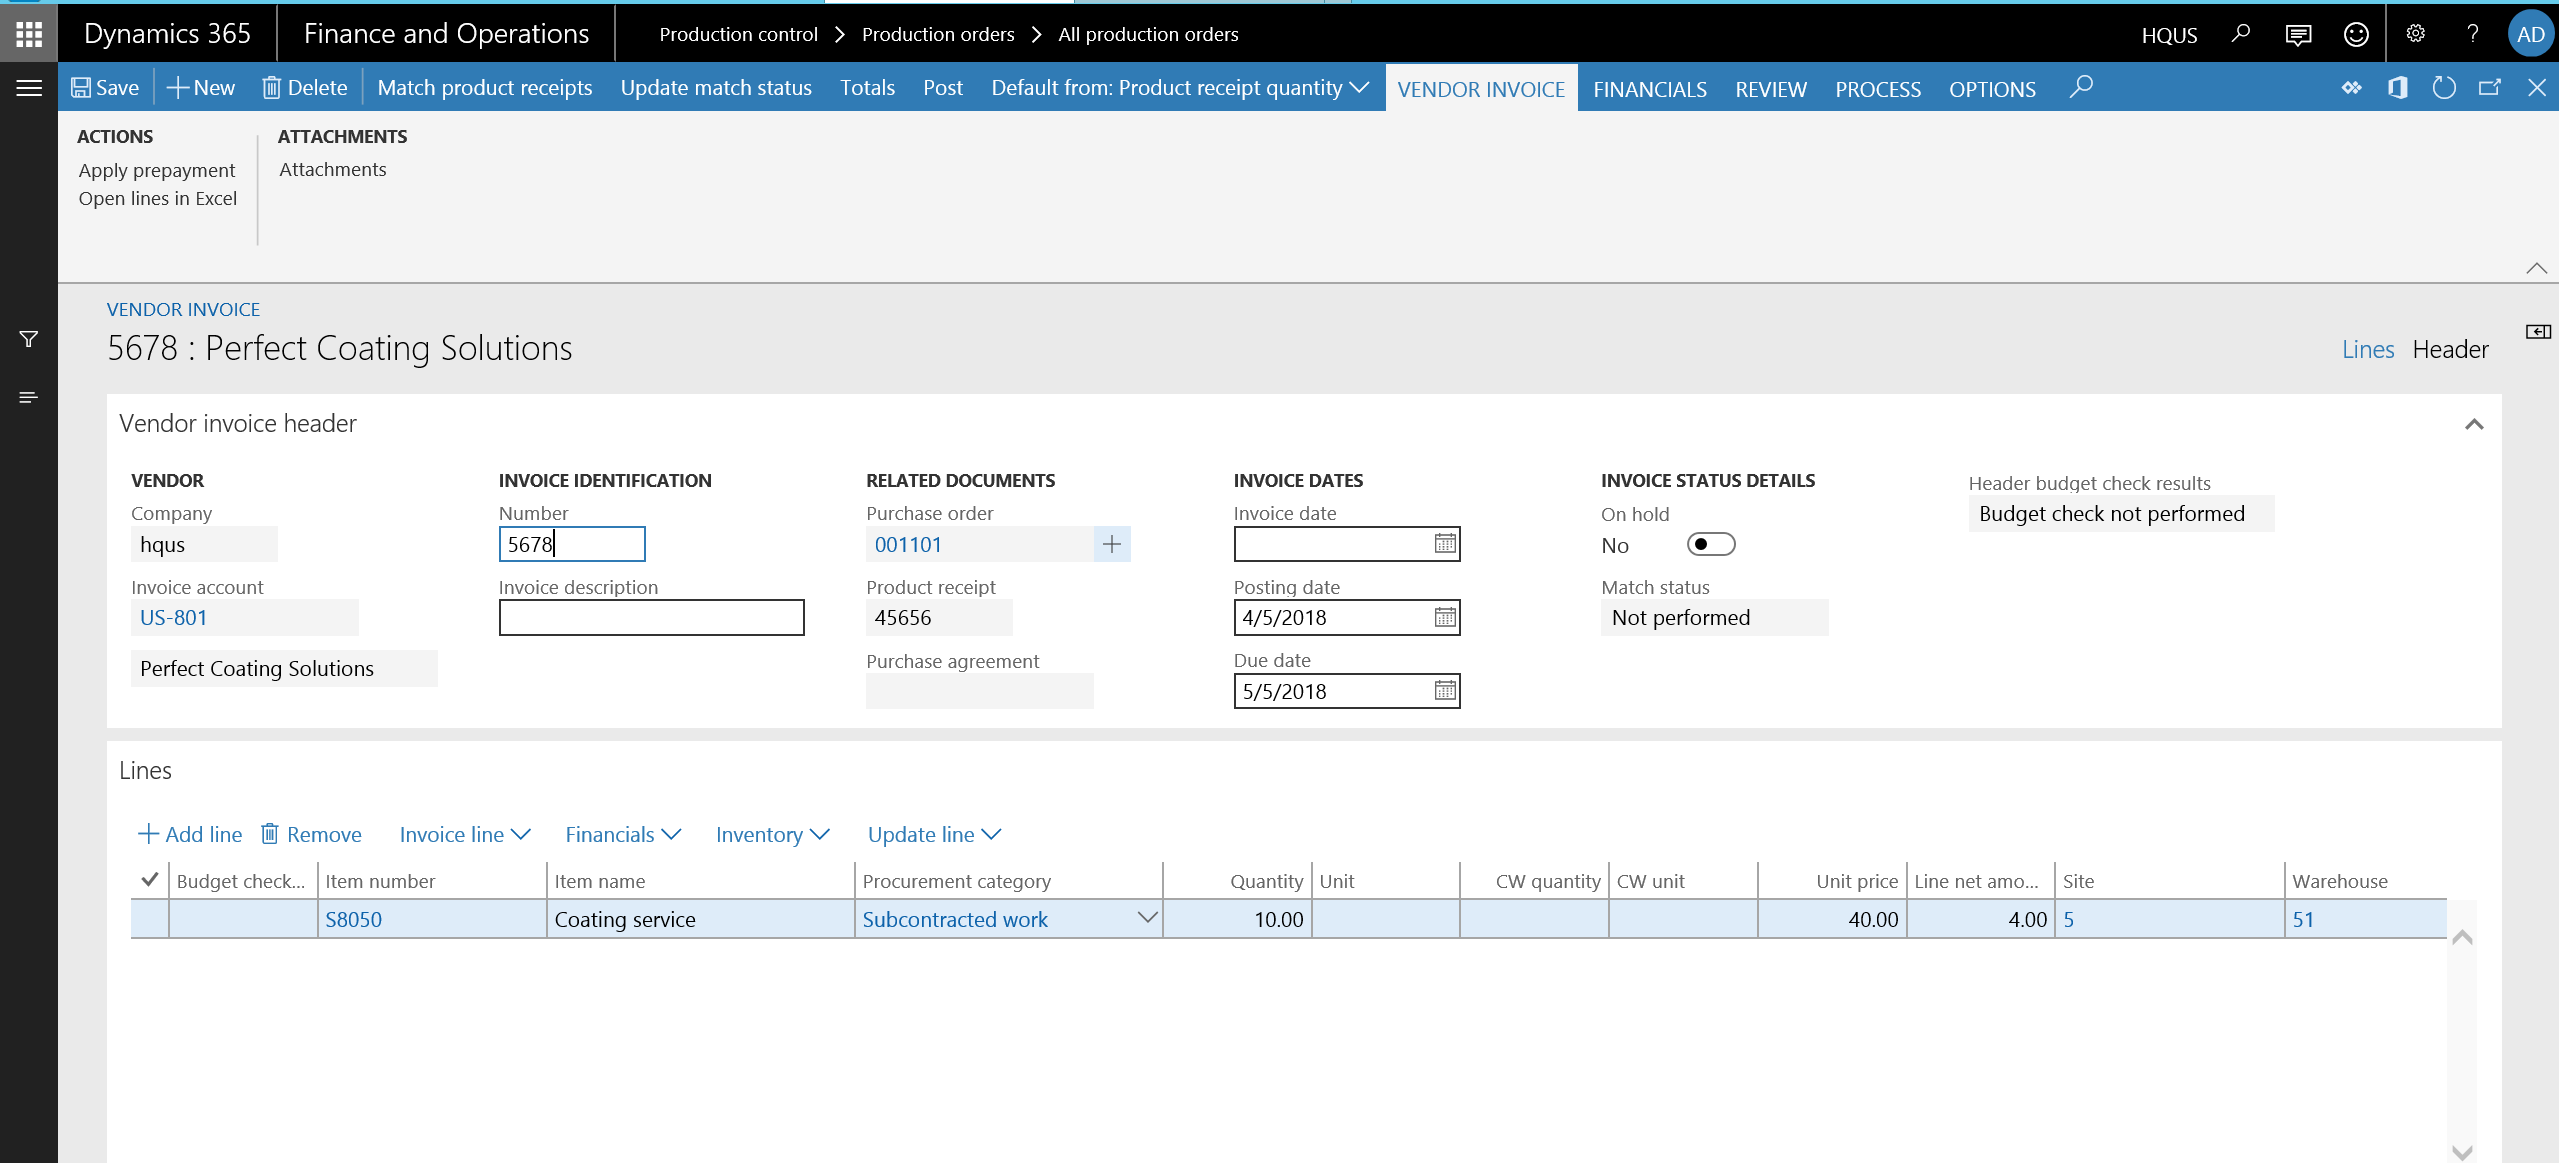 Dynamics 365 Finance and Operations Production control Production orders All production orders HQUS ? AD
Save New Delete Match product receipts Update match status Totals Post Default from: Product receipt quantity VENDOR INVOICE FINANCIALS REVIEW PROCESS OPTIONS
ACTIONS ATTACHMENTS
Apply prepayment Attachments
Open lines in Excel
VENDOR INVOICE
5678 : Perfect Coating Solutions
Lines Header
Vendor invoice header
VENDOR INVOICE IDENTIFICATION RELATED DOCUMENTS INVOICE DATES INVOICE STATUS DETAILS Header budget check results
Company Number Purchase order Invoice date On hold Budget check not performed
hqus 5678 001101 No
Invoice account Invoice description Product receipt Posting date Match status
US-801 45656 4/5/2018 Not performed
Perfect Coating Solutions Purchase agreement Due date
5/5/2018
Lines
Add line Remove Invoice line Financials Inventory Update line
Budget check... Item number Item name Procurement category Quantity Unit CW quantity CW unit Unit price Line net amo... Site Warehouse
S8050 Coating service Subcontracted work 10.00 40.00 4.00 5 51